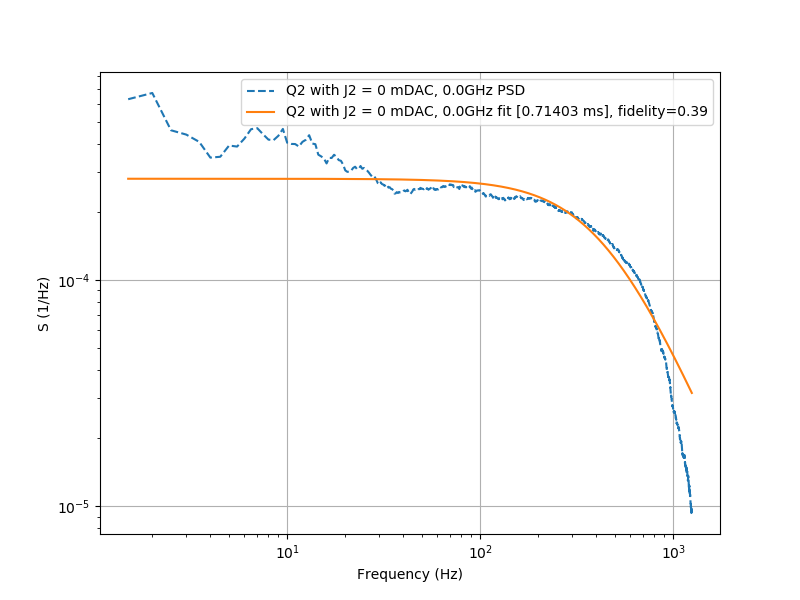 Q2 with J2 = 0 mDAC, 0.0GHz PSD
Q2 with J2 = 0 mDAC, 0.0GHz fit [0.71403 ms], fidelity=0.39
S (1/Hz)
10⁻⁴
10⁻⁵
10¹
10²
10³
Frequency (Hz)